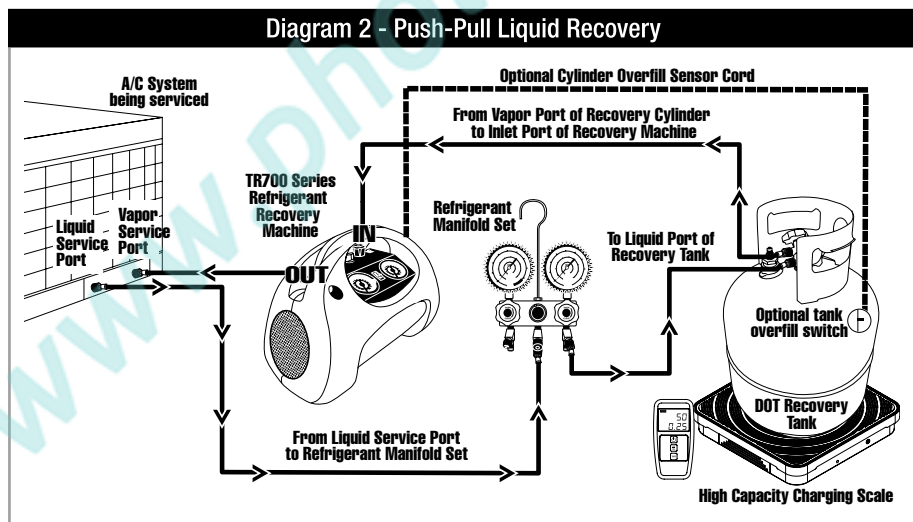 Diagram 2 - Push-Pull Liquid Recovery
A/C System
being serviced
Optional Cylinder Overfill Sensor Cord
From Vapor Port of Recovery Cylinder
to Inlet Port of Recovery Machine
TR700 Series
Refrigerant
Recovery
Machine
Refrigerant
Manifold Set
Liquid
Service
Port
Vapor
Service
Port
IN
OUT
To Liquid Port of
Recovery Tank
Optional tank
overfill switch
DOT Recovery
Tank
50
0.25
From Liquid Service Port
to Refrigerant Manifold Set
High Capacity Charging Scale